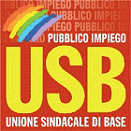 PUBBLICO IMPIEGO
PUBBLICO IMPIEGO
USB
UNIONE SINDACALE DI BASE